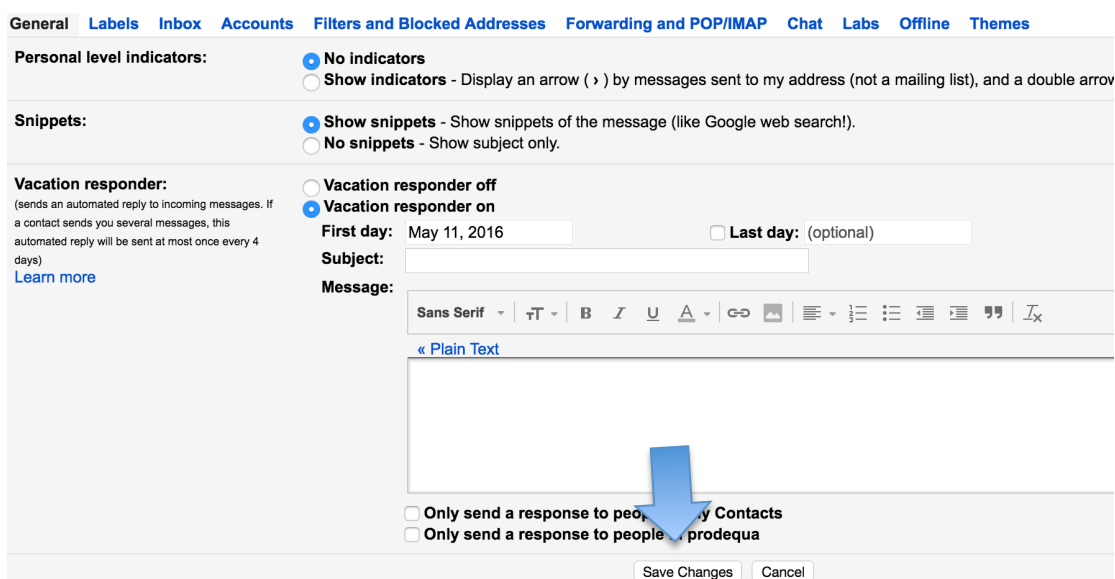 General Labels Inbox Accounts Filters and Blocked Addresses Forwarding and POP/IMAP Chat Labs Offline Themes
Personal level indicators:
No indicators
Show indicators - Display an arrow ( › ) by messages sent to my address (not a mailing list), and a double arrow
Snippets:
Show snippets - Show snippets of the message (like Google web search!).
No snippets - Show subject only.
Vacation responder:
(sends an automated reply to incoming messages. If
a contact sends you several messages, this
automated reply will be sent at most once every 4
days)
Learn more
Vacation responder off
Vacation responder on
First day: May 11, 2016 Last day: (optional)
Subject:
Message:
Sans Serif
« Plain Text
Only send a response to people y Contacts
Only send a response to people prodequa
Save Changes Cancel